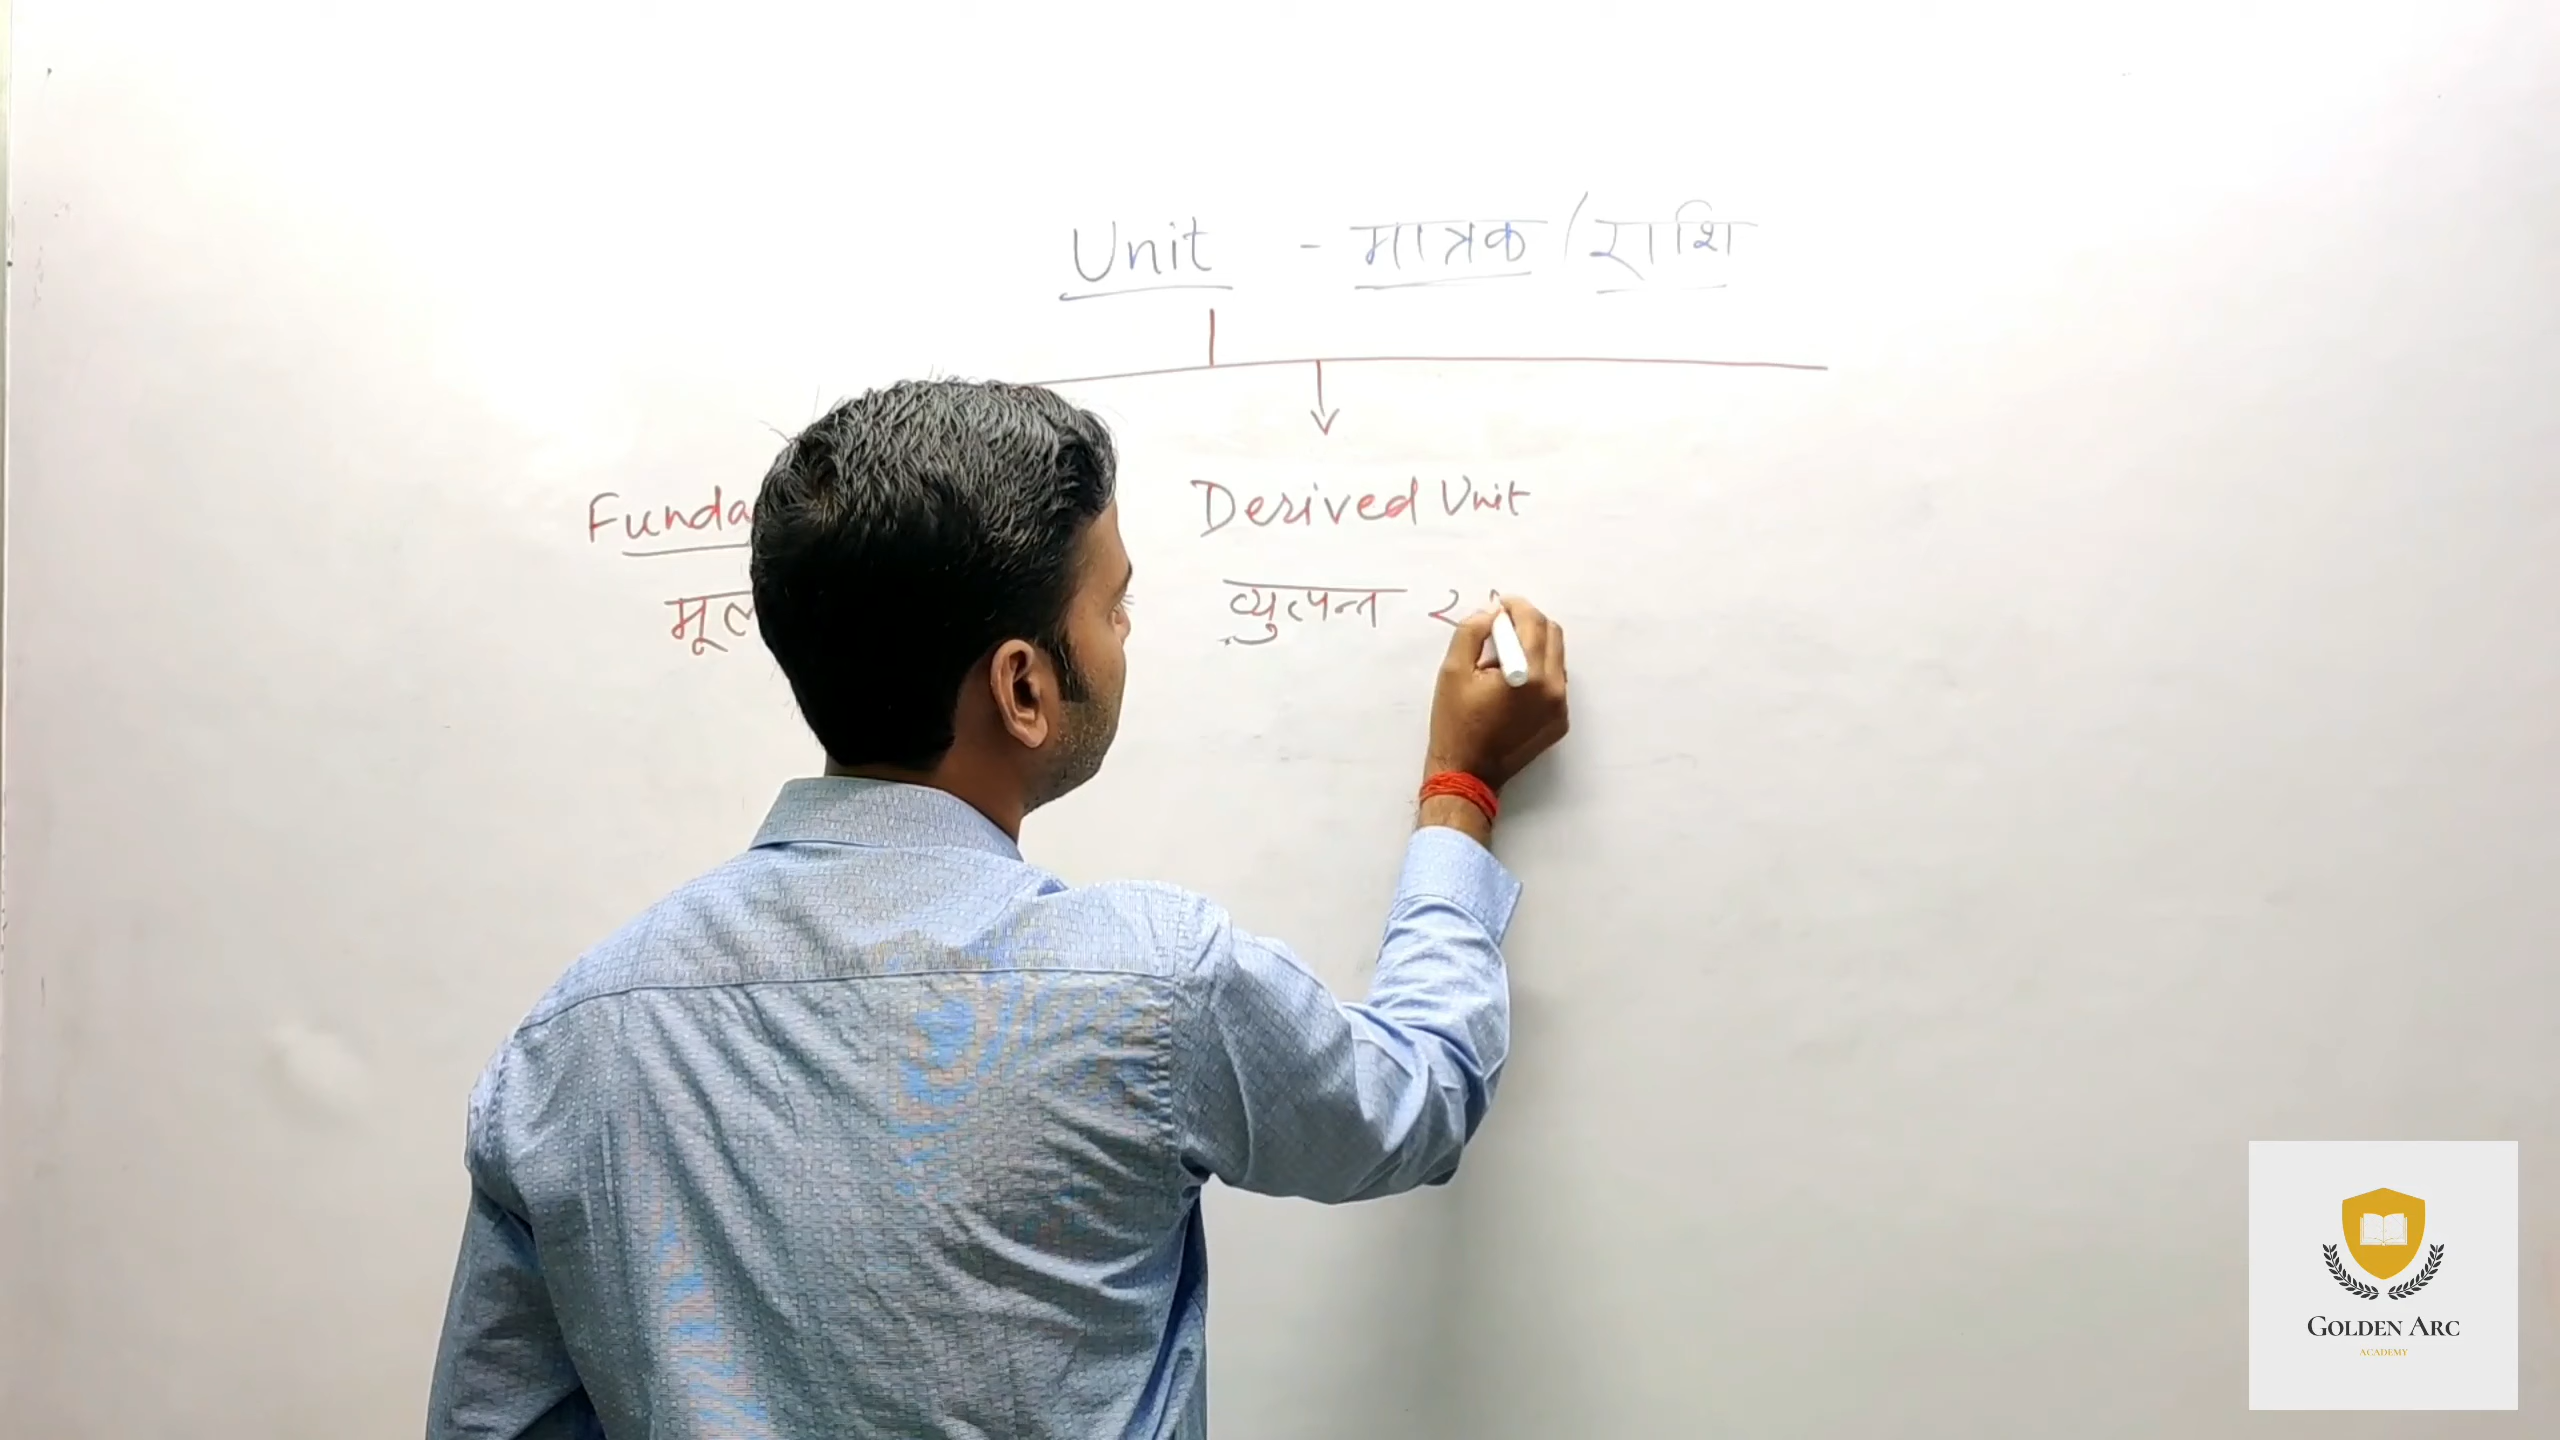 Unit - मात्रक / राशि
Funda Derived Unit
मूल व्युत्पन्न
GOLDEN ARC
ACADEMY